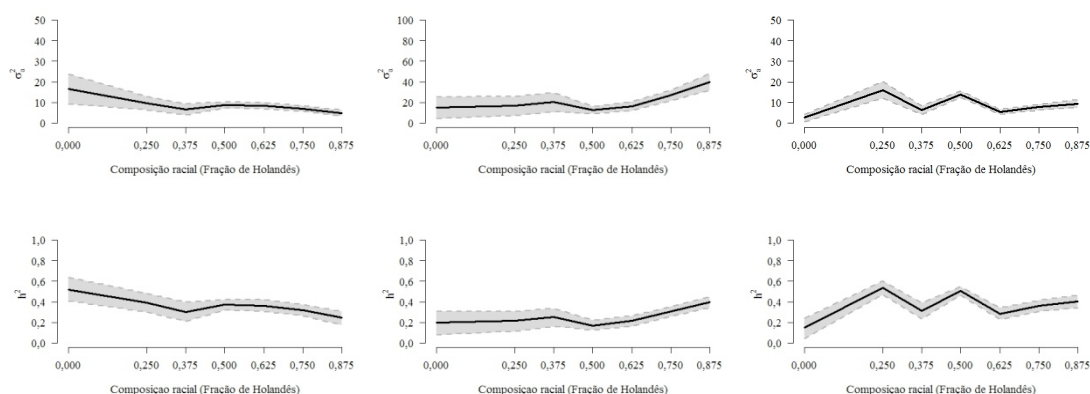 50 100 50
40 80 40
30 60 30
σ²ₐ σ²ₐ σ²ₐ
20 40 20
10 20 10
0 0 0
0,000 0,250 0,375 0,500 0,625 0,750 0,875 0,000 0,250 0,375 0,500 0,625 0,750 0,875 0,000 0,250 0,375 0,500 0,625 0,750 0,875
Composição racial (Fração de Holandês) Composição racial (Fração de Holandês) Composição racial (Fração de Holandês)
1,0 1,0 1,0
0,8 0,8 0,8
0,6 0,6 0,6
h² h² h²
0,4 0,4 0,4
0,2 0,2 0,2
0,0 0,0 0,0
0,000 0,250 0,375 0,500 0,625 0,750 0,875 0,000 0,250 0,375 0,500 0,625 0,750 0,875 0,000 0,250 0,375 0,500 0,625 0,750 0,875
Composiçao racial (Fração de Holandês) Composiçao racial (Fração de Holandês) Composiçao racial (Fração de Holandês)